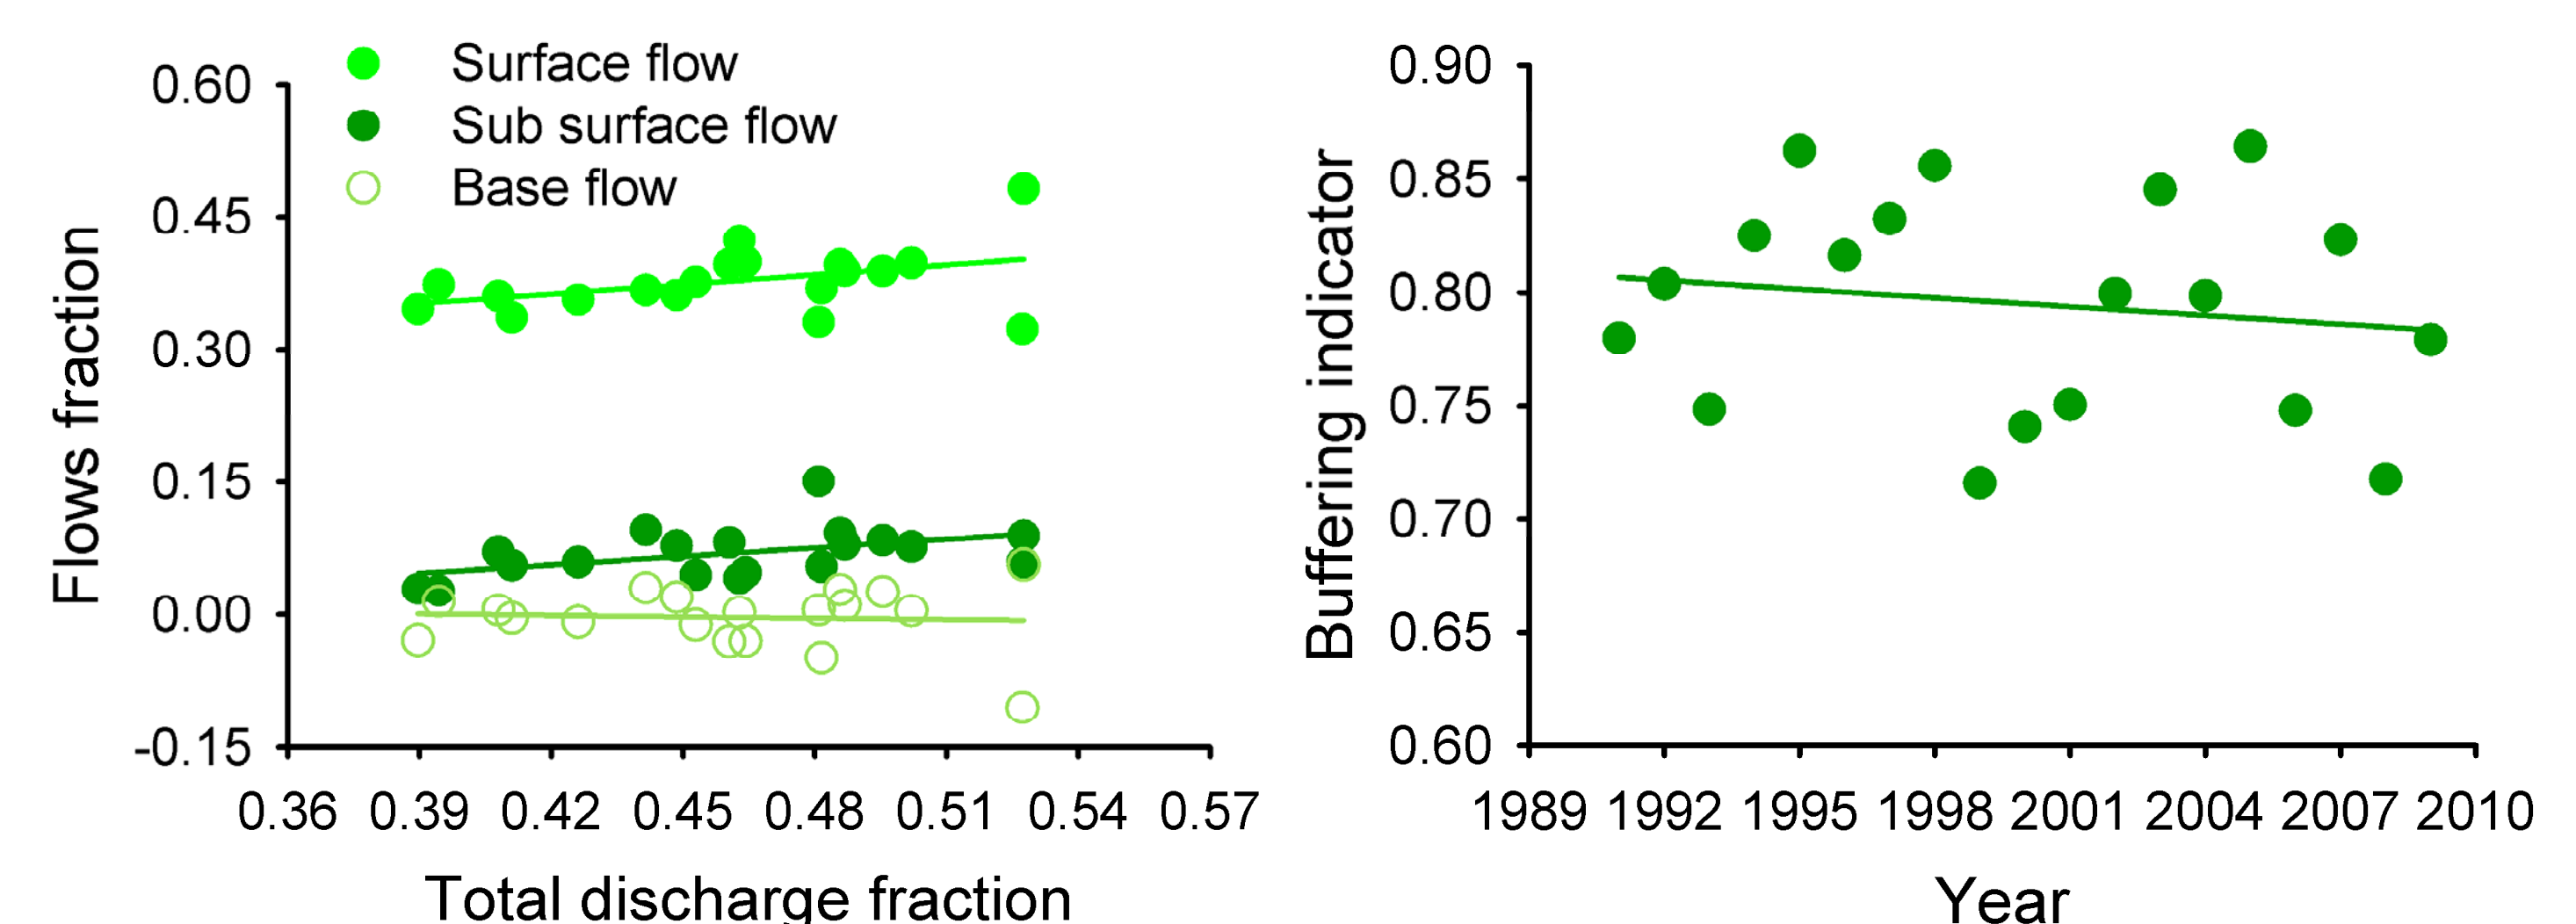 Surface flow
Sub surface flow
Base flow
0.60
0.45
0.30
0.15
0.00
-0.15
Flows fraction
0.36 0.39 0.42 0.45 0.48 0.51 0.54 0.57
Total discharge fraction
0.90
0.85
0.80
0.75
0.70
0.65
0.60
Buffering indicator
1989 1992 1995 1998 2001 2004 2007 2010
Year